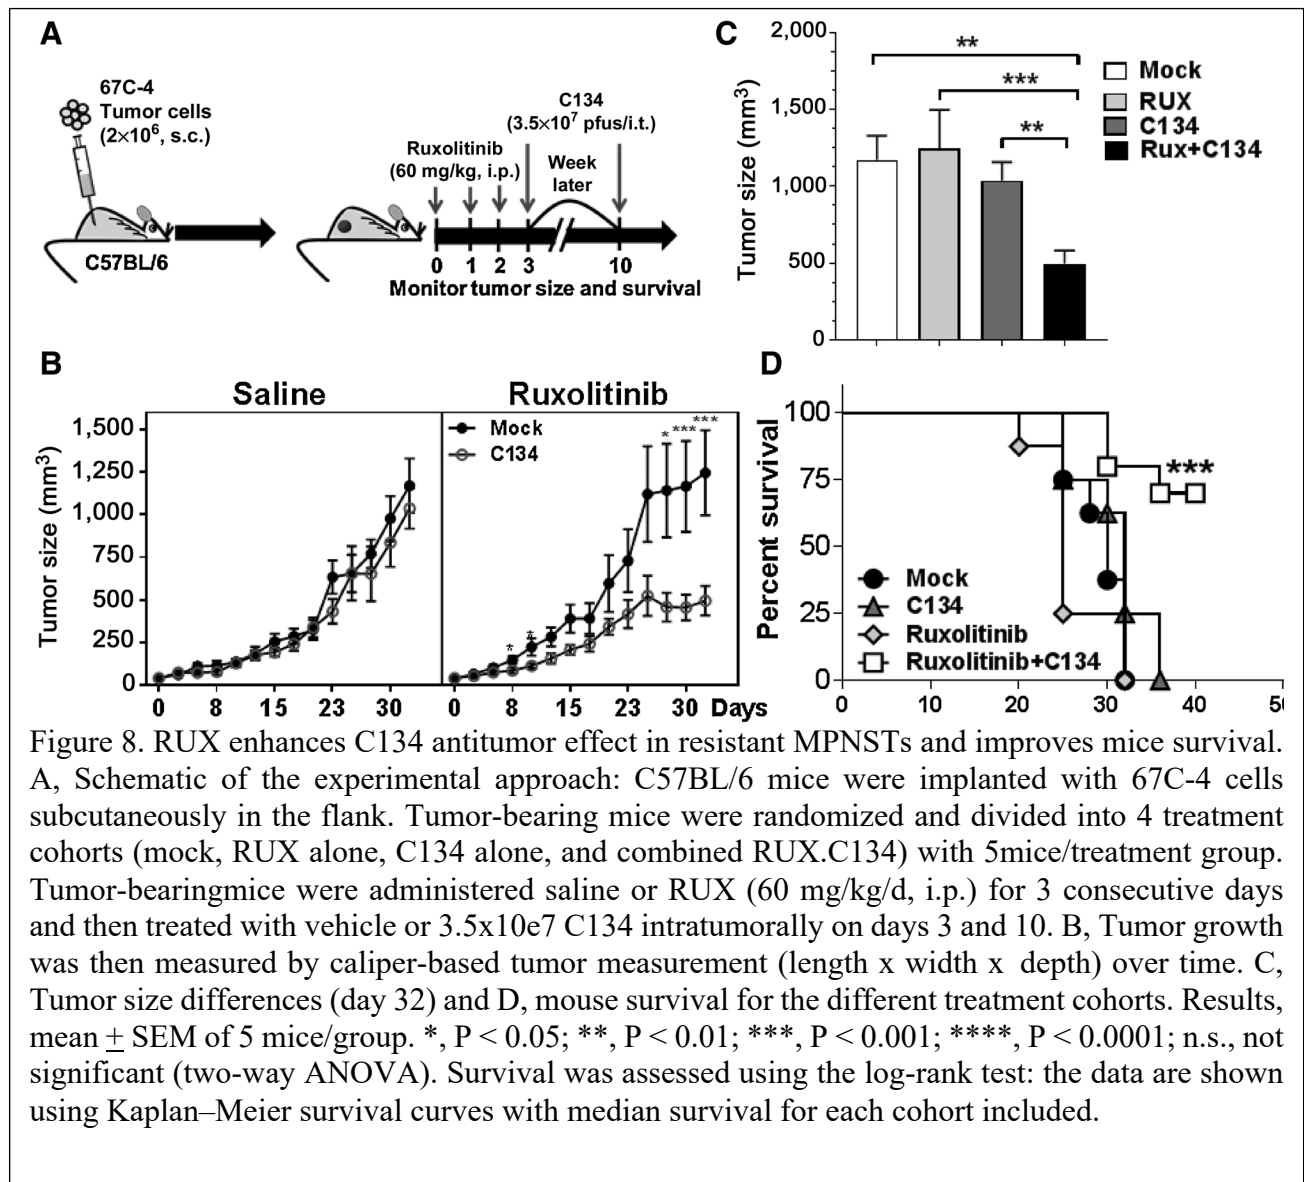 A
67C-4
Tumor cells
(2×10⁶, s.c.)
C57BL/6
Ruxolitinib
(60 mg/kg, i.p.)
C134
(3.5×10⁷ pfus/i.t.)
Week
later
0 1 2 3 10
Monitor tumor size and survival
C
Tumor size (mm³)
2,000
1,500
1,000
500
0
**
***
**
Mock
RUX
C134
Rux+C134
B
Saline
Ruxolitinib
Tumor size (mm³)
1,500
1,250
1,000
750
500
250
0
Mock
C134
* * * *** ***
0 8 15 23 30
0 8 15 23 30 Days
D
Percent survival
100
75
50
25
0
***
Mock
C134
Ruxolitinib
Ruxolitinib+C134
0 10 20 30 40
Figure 8. RUX enhances C134 antitumor effect in resistant MPNSTs and improves mice survival.
A, Schematic of the experimental approach: C57BL/6 mice were implanted with 67C-4 cells
subcutaneously in the flank. Tumor-bearing mice were randomized and divided into 4 treatment
cohorts (mock, RUX alone, C134 alone, and combined RUX.C134) with 5mice/treatment group.
Tumor-bearingmice were administered saline or RUX (60 mg/kg/d, i.p.) for 3 consecutive days
and then treated with vehicle or 3.5x10e7 C134 intratumorally on days 3 and 10. B, Tumor growth
was then measured by caliper-based tumor measurement (length x width x depth) over time. C,
Tumor size differences (day 32) and D, mouse survival for the different treatment cohorts. Results,
mean ± SEM of 5 mice/group. *, P < 0.05; **, P < 0.01; ***, P < 0.001; ****, P < 0.0001; n.s., not
significant (two-way ANOVA). Survival was assessed using the log-rank test: the data are shown
using Kaplan–Meier survival curves with median survival for each cohort included.